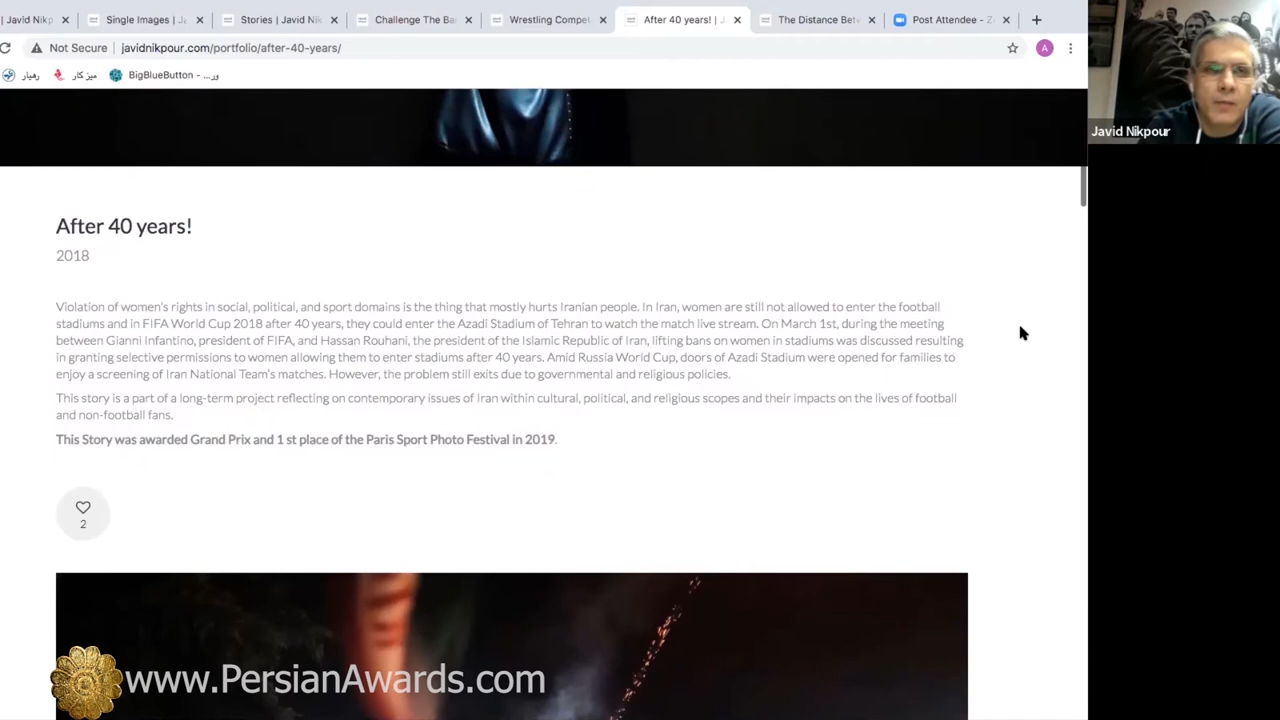 | Javid Nikp
Single Images | Ja
Stories | Javid Nik
Challenge The Ba
Wrestling Compet
After 40 years! | J
The Distance Bet
Post Attendee - Z
Not Secure | javidnikpour.com/portfolio/after-40-years/
A
رهیار
میز کار
BigBlueButton - ...ور
Javid Nikpour
After 40 years!
2018
Violation of women's rights in social, political, and sport domains is the thing that mostly hurts Iranian people. In Iran, women are still not allowed to enter the football
stadiums and in FIFA World Cup 2018 after 40 years, they could enter the Azadi Stadium of Tehran to watch the match live stream. On March 1st, during the meeting
between Gianni Infantino, president of FIFA, and Hassan Rouhani, the president of the Islamic Republic of Iran, lifting bans on women in stadiums was discussed resulting
in granting selective permissions to women allowing them to enter stadiums after 40 years. Amid Russia World Cup, doors of Azadi Stadium were opened for families to
enjoy a screening of Iran National Team's matches. However, the problem still exits due to governmental and religious policies.
This story is a part of a long-term project reflecting on contemporary issues of Iran within cultural, political, and religious scopes and their impacts on the lives of football
and non-football fans.
This Story was awarded Grand Prix and 1 st place of the Paris Sport Photo Festival in 2019.
2
www.PersianAwards.com